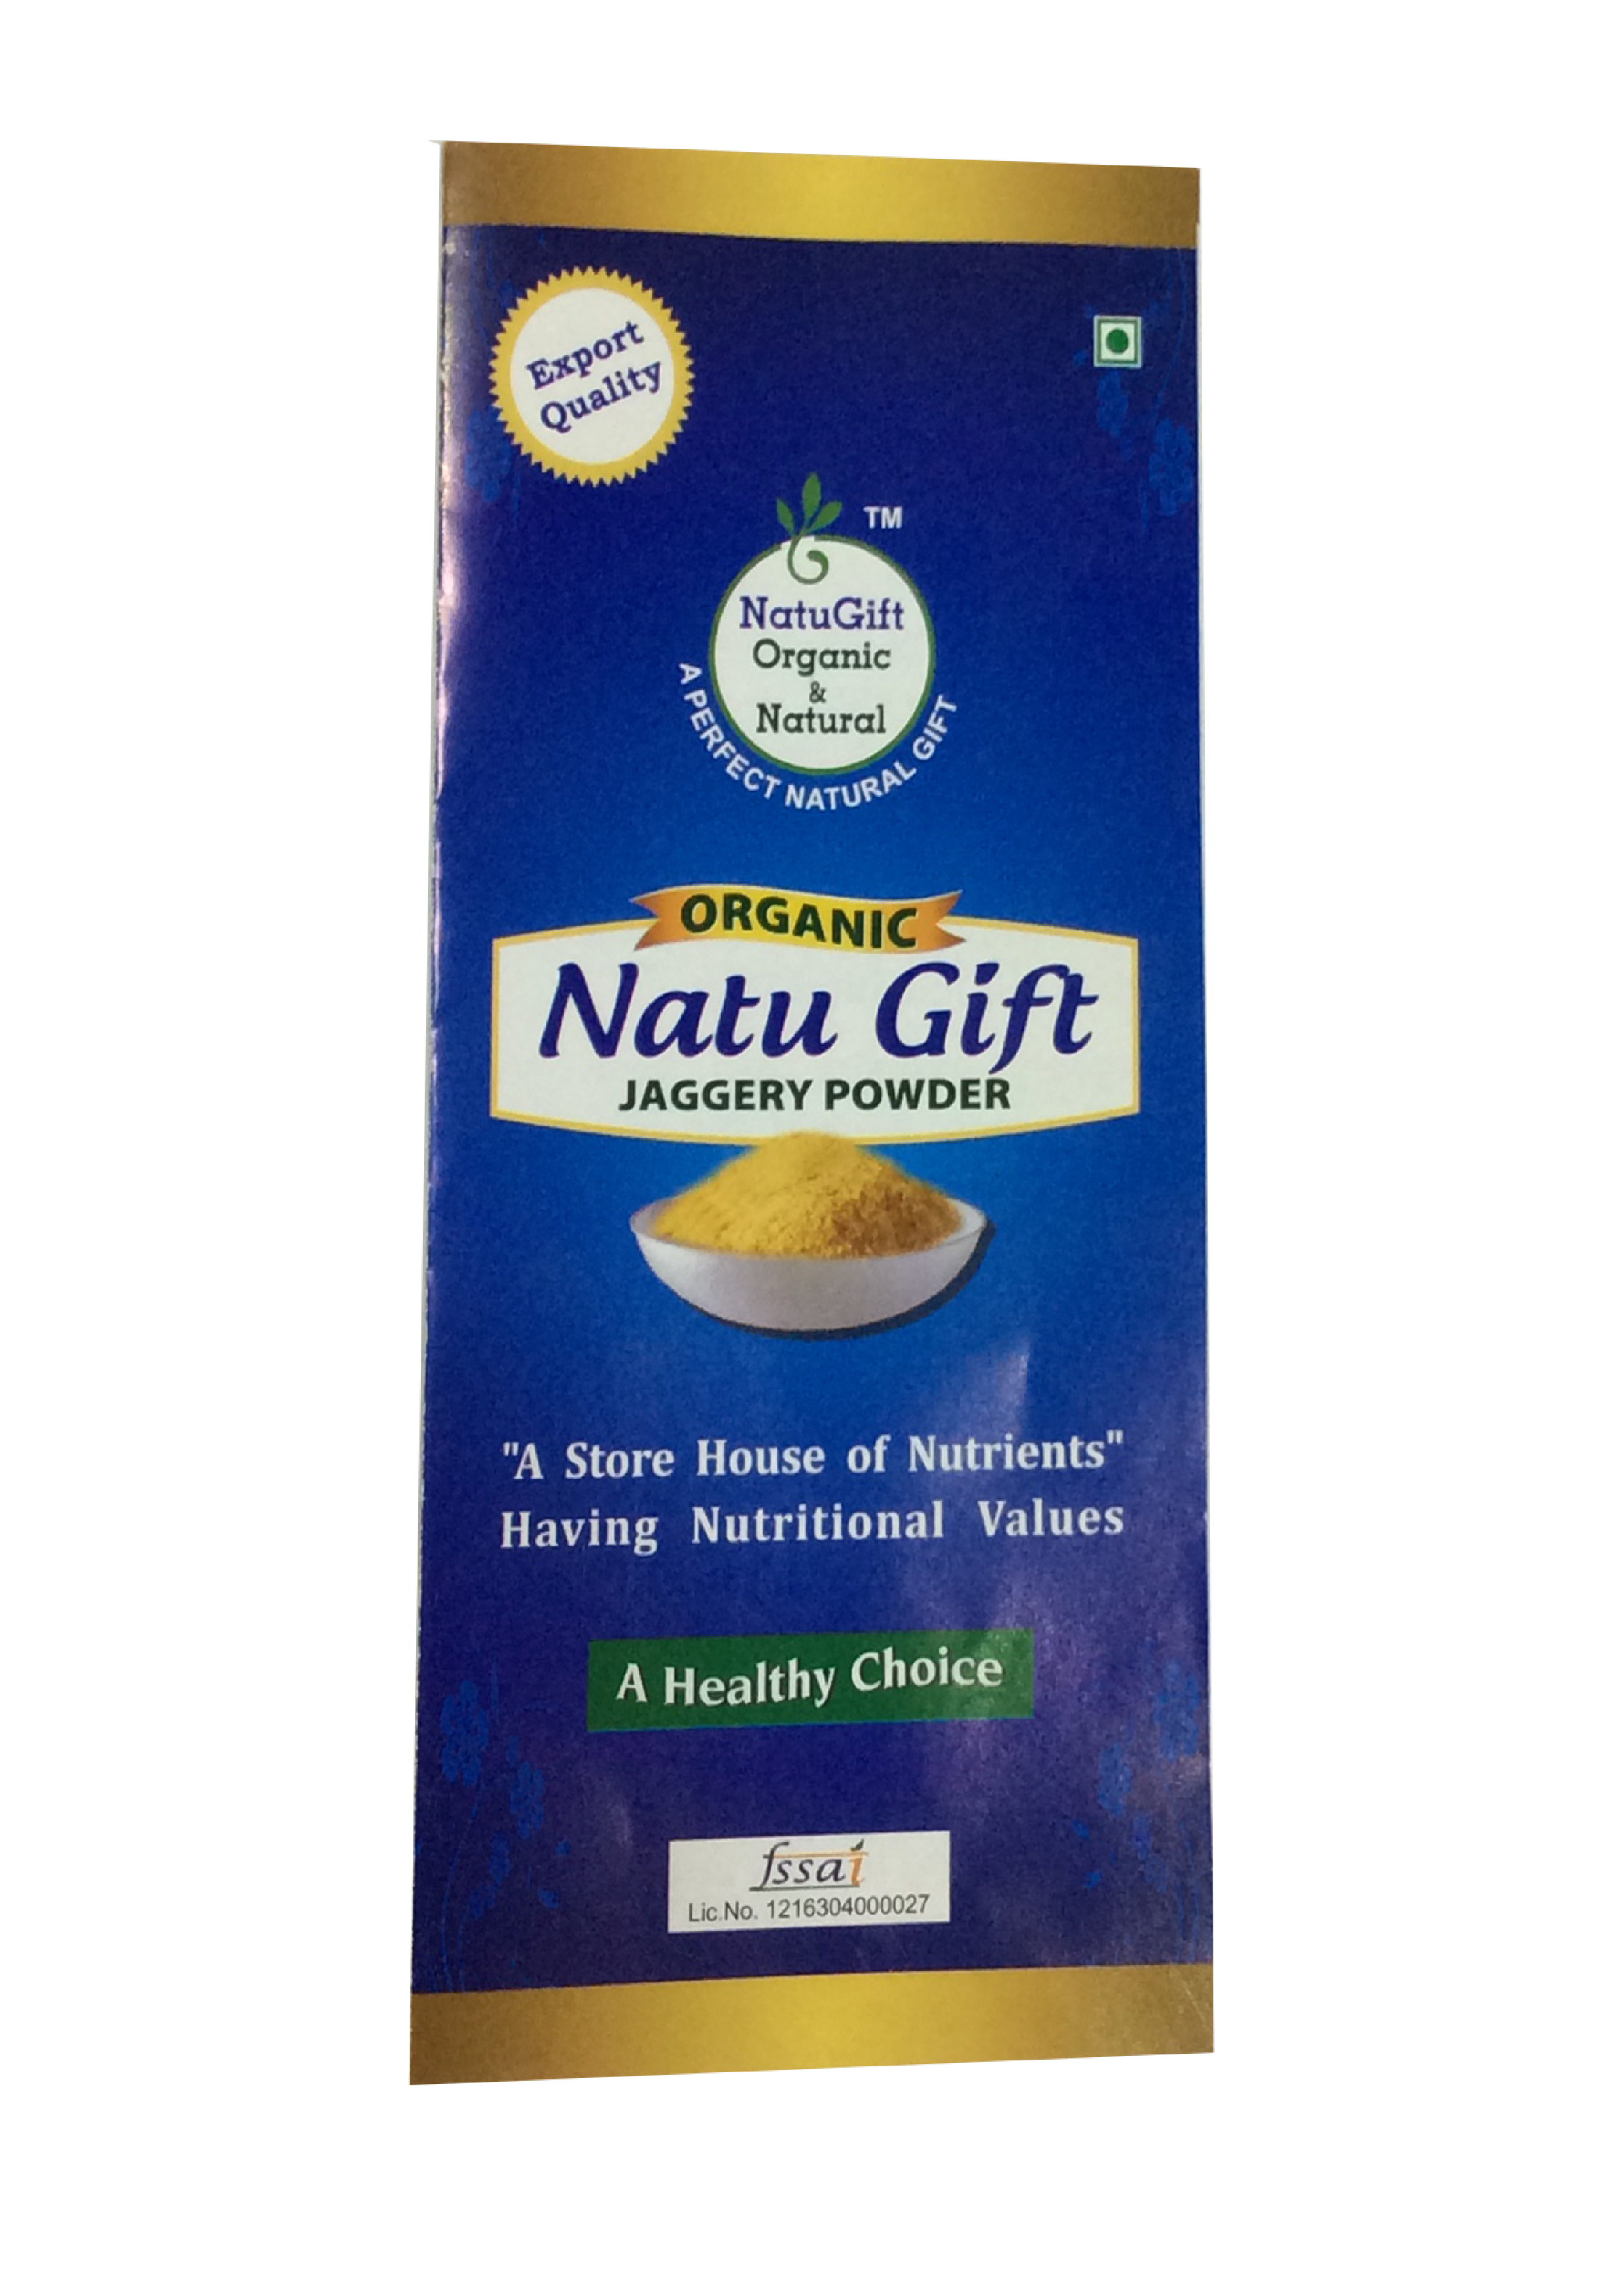 Export
Quality
TM
NatuGift
Organic
&
Natural
A PERFECT NATURAL GIFT
ORGANIC
Natu Gift
JAGGERY POWDER
"A Store House of Nutrients"
Having Nutritional Values
A Healthy Choice
fssai
Lic.No. 1216304000027